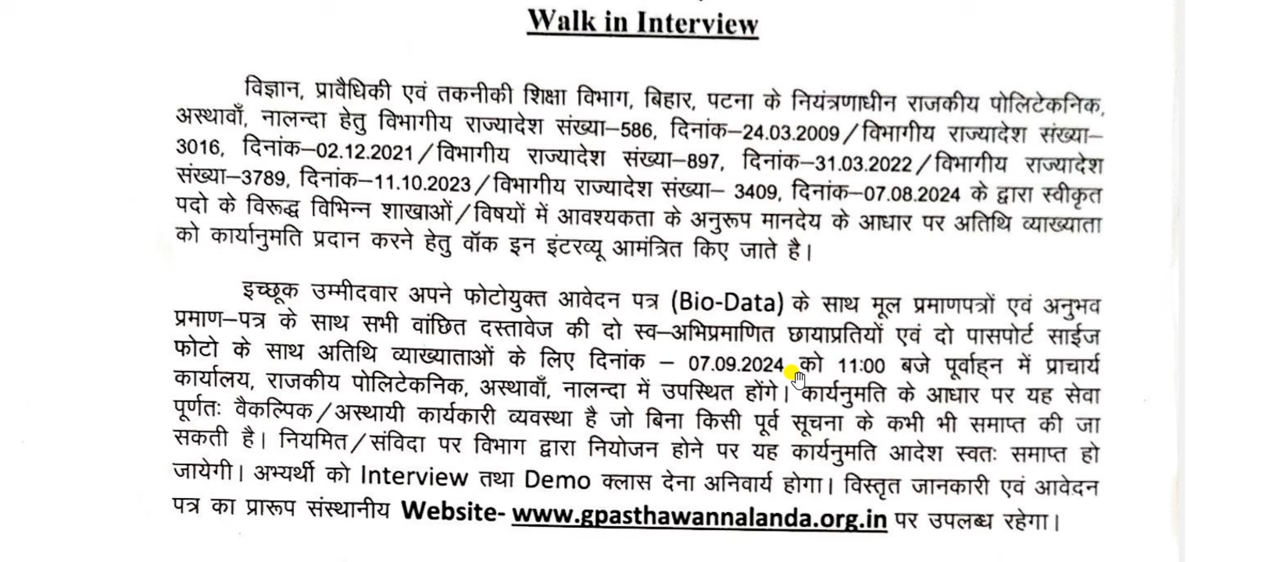 Walk in Interview
विज्ञान, प्रावैधिकी एवं तकनीकी शिक्षा विभाग, बिहार, पटना के नियंत्रणाधीन राजकीय पोलिटेकनिक,
अस्थावाँ, नालन्दा हेतु विभागीय राज्यादेश संख्या–586, दिनांक–24.03.2009/विभागीय राज्यादेश संख्या–
3016, दिनांक–02.12.2021/विभागीय राज्यादेश संख्या–897, दिनांक–31.03.2022/विभागीय राज्यादेश
संख्या–3789, दिनांक–11.10.2023/विभागीय राज्यादेश संख्या– 3409, दिनांक–07.08.2024 के द्वारा स्वीकृत
पदो के विरूद्ध विभिन्न शाखाओं/विषयों में आवश्यकता के अनुरूप मानदेय के आधार पर अतिथि व्याख्याता
को कार्यानुमति प्रदान करने हेतु वॉक इन इंटरव्यू आमंत्रित किए जाते है।
इच्छूक उम्मीदवार अपने फोटोयुक्त आवेदन पत्र (Bio-Data) के साथ मूल प्रमाणपत्रों एवं अनुभव
प्रमाण–पत्र के साथ सभी वांछित दस्तावेज की दो स्व–अभिप्रमाणित छायाप्रतियों एवं दो पासपोर्ट साईज
फोटो के साथ अतिथि व्याख्याताओं के लिए दिनांक – 07.09.2024 को 11:00 बजे पूर्वाह्न में प्राचार्य
कार्यालय, राजकीय पोलिटेकनिक, अस्थावाँ, नालन्दा में उपस्थित होंगे। कार्यनुमति के आधार पर यह सेवा
पूर्णतः वैकल्पिक/अस्थायी कार्यकारी व्यवस्था है जो बिना किसी पूर्व सूचना के कभी भी समाप्त की जा
सकती है। नियमित/संविदा पर विभाग द्वारा नियोजन होने पर यह कार्यनुमति आदेश स्वतः समाप्त हो
जायेगी। अभ्यर्थी को Interview तथा Demo क्लास देना अनिवार्य होगा। विस्तृत जानकारी एवं आवेदन
पत्र का प्रारूप संस्थानीय Website- www.gpasthawannalanda.org.in पर उपलब्ध रहेगा।